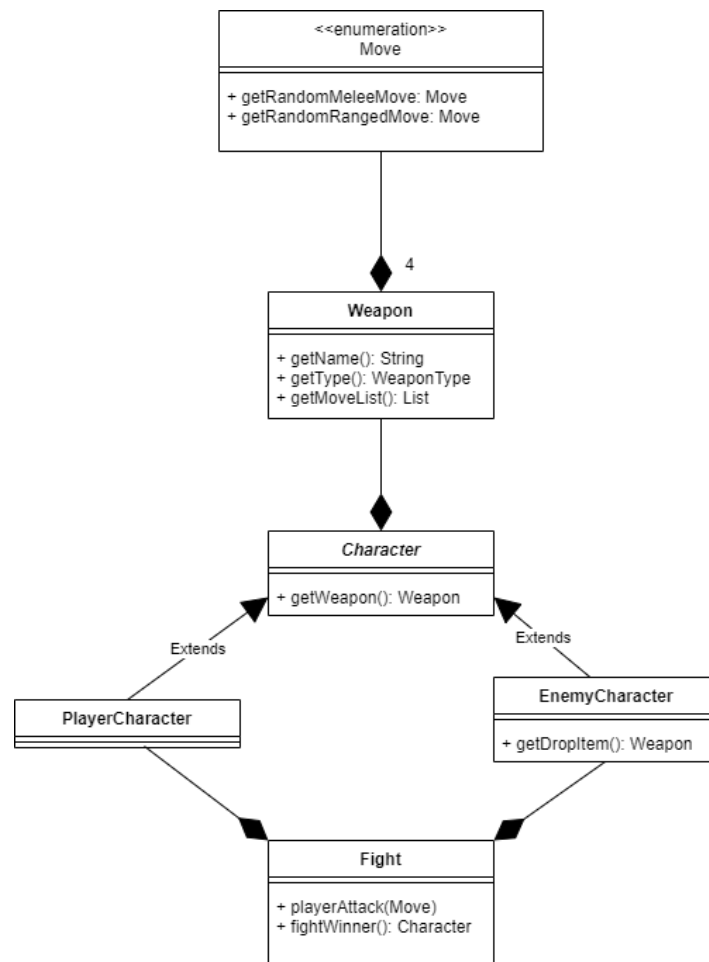 <<enumeration>>
Move
+ getRandomMeleeMove: Move
+ getRandomRangedMove: Move
4
Weapon
+ getName(): String
+ getType(): WeaponType
+ getMoveList(): List
Character
+ getWeapon(): Weapon
Extends
Extends
PlayerCharacter
EnemyCharacter
+ getDropItem(): Weapon
Fight
+ playerAttack(Move)
+ fightWinner(): Character